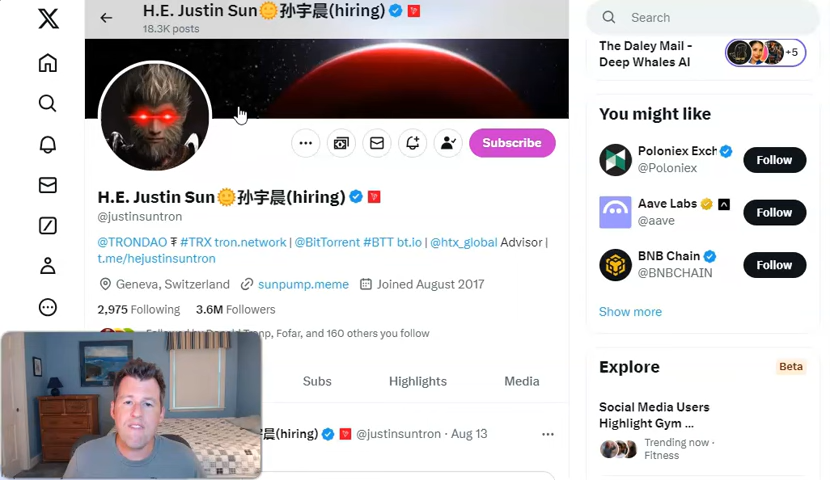 H.E. Justin Sun🌞孙宇晨(hiring)
18.3K posts
Search
The Daley Mail -
Deep Whales AI
+5
Subscribe
H.E. Justin Sun🌞孙宇晨(hiring)
@justinsuntron
@TRONDAO ₮ #TRX tron.network | @BitTorrent #BTT bt.io | @htx_global Advisor |
t.me/hejustinsuntron
Geneva, Switzerland sunpump.meme Joined August 2017
2,975 Following 3.6M Followers
Followed by Donald Tremp, Fofar, and 160 others you follow
Subs Highlights Media
宇晨(hiring) @justinsuntron · Aug 13
You might like
Poloniex Exch
@Poloniex
Follow
Aave Labs
@aave
Follow
BNB Chain
@BNBCHAIN
Follow
Show more
Explore
Beta
Social Media Users
Highlight Gym ...
Trending now ·
Fitness